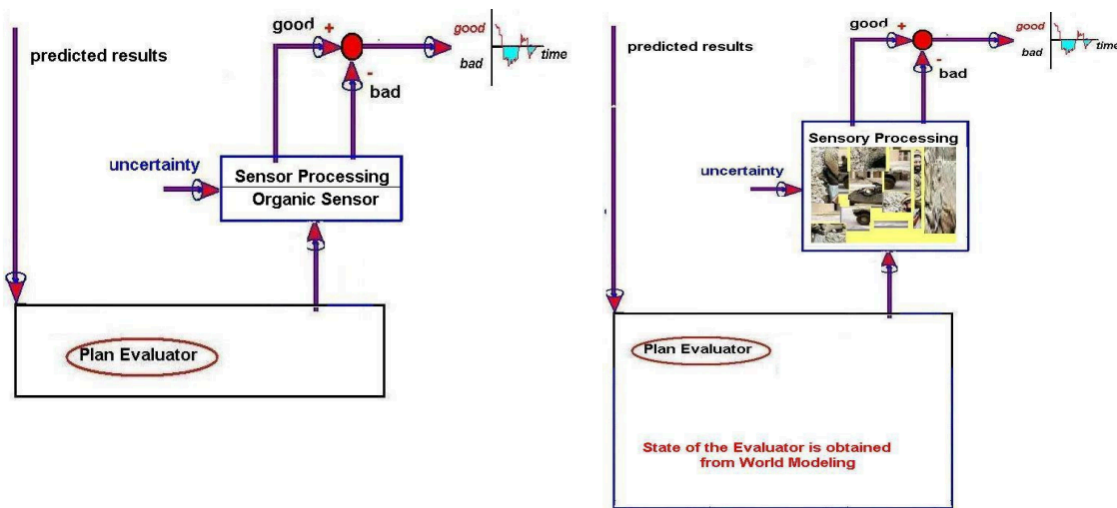 good
+
good
bad
time
predicted results
-
bad
uncertainty
Sensor Processing
Organic Sensor
Plan Evaluator
good
+
good
bad
time
predicted results
-
bad
Sensory Processing
uncertainty
Plan Evaluator
State of the Evaluator is obtained
from World Modeling